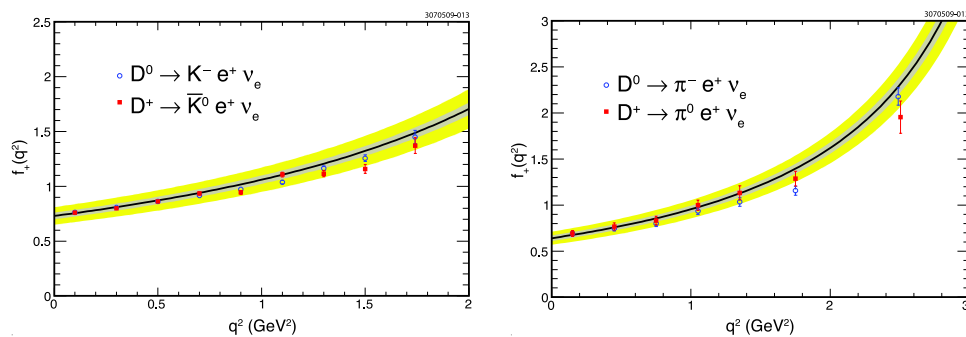 3070509-013
2.5
2
1.5
1
0.5
0
f+(q²)
D⁰ → K⁻ e⁺ νe
D⁺ → K̅⁰ e⁺ νe
0 0.5 1 1.5 2
q² (GeV²)
3070509-013
3
2.5
2
1.5
1
0.5
0
f+(q²)
D⁰ → π⁻ e⁺ νe
D⁺ → π⁰ e⁺ νe
0 1 2 3
q² (GeV²)